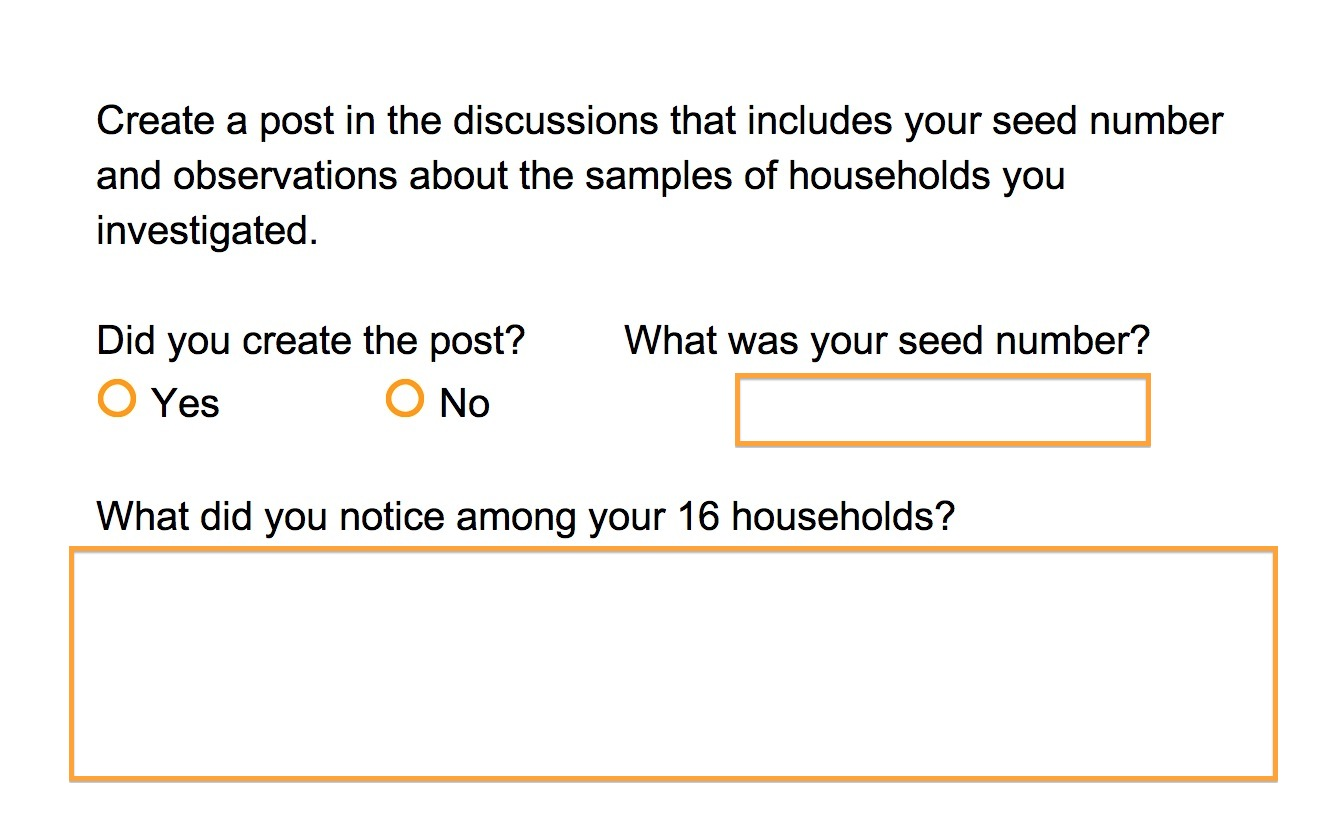 Create a post in the discussions that includes your seed number
and observations about the samples of households you
investigated.
Did you create the post? What was your seed number?
Yes No
What did you notice among your 16 households?